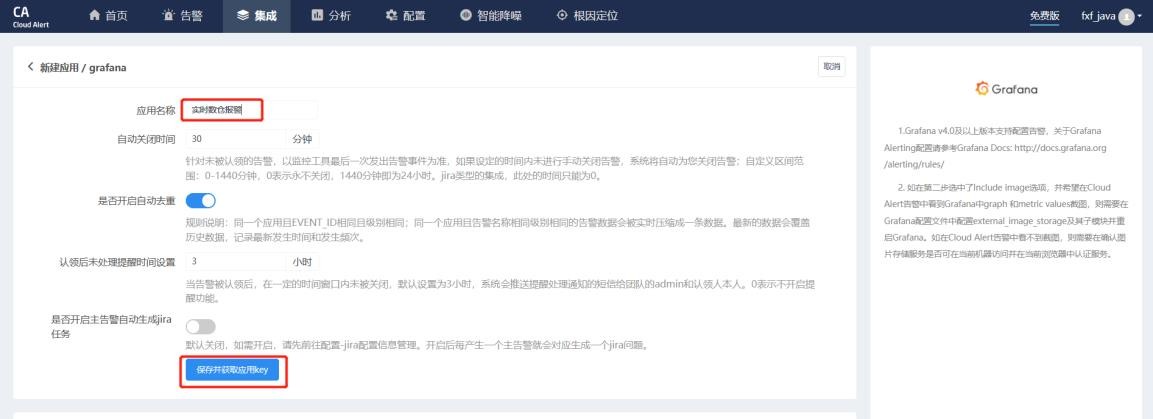 CA
Cloud Alert
首页
告警
集成
分析
配置
智能降噪
根因定位
免费版
fxf_java
新建应用 / grafana
取消
应用名称
实时数仓报警
自动关闭时间
30
分钟
针对未被认领的告警，以监控工具最后一次发出告警事件为准，如果设定的时间内未进行手动关闭告警，系统将自动为您关闭告警；自定义区间范
围：0-1440分钟，0表示永不关闭，1440分钟即为24小时。jira类型的集成，此处的时间只能为0。
是否开启自动去重
规则说明：同一个应用且EVENT_ID相同且级别相同；同一个应用且告警名称相同级别相同的告警数据会被实时压缩成一条数据。最新的数据会覆盖
历史数据，记录最新发生时间和发生频次。
认领后未处理提醒时间设置
3
小时
当告警被认领后，在一定的时间窗口内未被关闭，默认设置为3小时，系统会推送提醒处理通知的短信给团队的admin和认领人本人。0表示不开启提
醒功能。
是否开启主告警自动生成jira
任务
默认关闭，如需开启，请先前往配置-jira配置信息管理。开启后每产生一个主告警就会对应生成一个jira问题。
保存并获取应用key
Grafana
1.Grafana v4.0及以上版本支持配置告警，关于Grafana
Alerting配置请参考Grafana Docs: http://docs.grafana.org
/alerting/rules/
2. 如在第二步选中了Include image选项，并希望在Cloud
Alert告警中看到Grafana中graph 和metric values截图，则需要在
Grafana配置文件中配置external_image_storage及其子模块并重
启Grafana。如在Cloud Alert告警中看不到截图，则需要在确认图
片存储服务是否可在当前机器访问并在当前浏览器中认证服务。